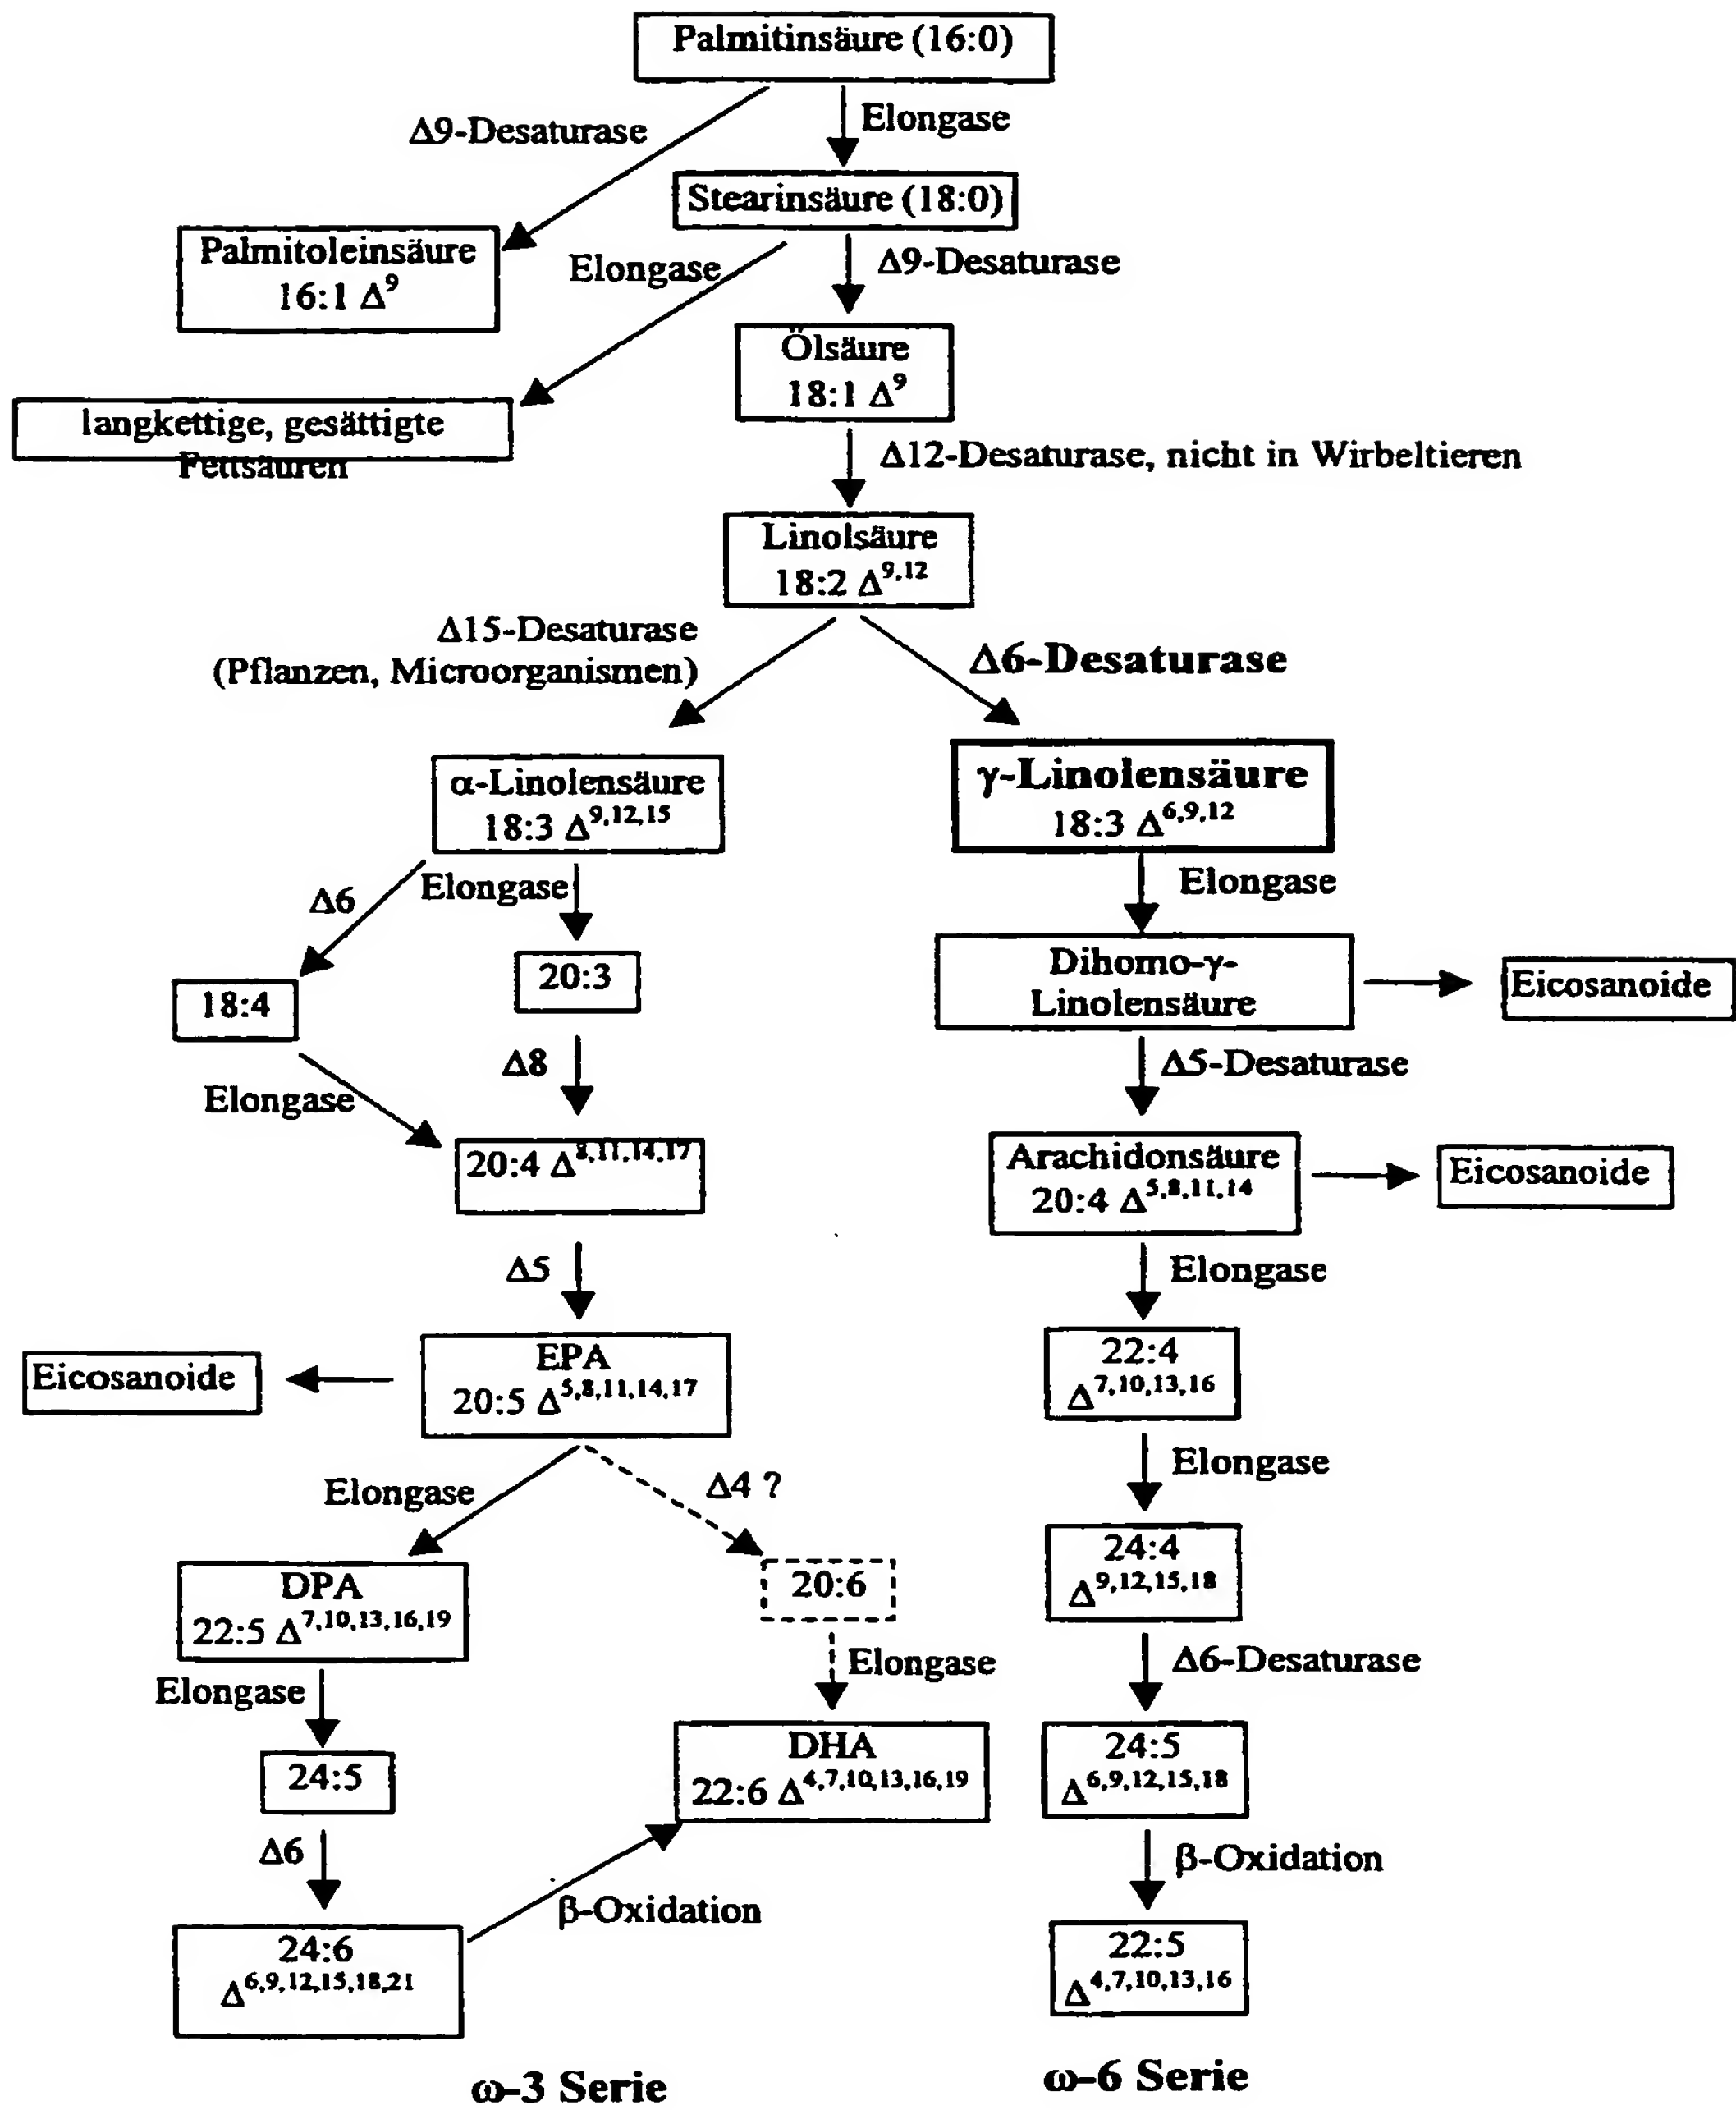 Palmitinsäure (16:0)
Δ9-Desaturase
Elongase
Stearinsäure (18:0)
Palmitoleinsäure
16:1 Δ⁹
Elongase
Δ9-Desaturase
Ölsäure
18:1 Δ⁹
langkettige, gesättigte
Fettsäuren
Δ12-Desaturase, nicht in Wirbeltieren
Linolsäure
18:2 Δ⁹,¹²
Δ15-Desaturase
(Pflanzen, Microorganismen)
Δ6-Desaturase
α-Linolensäure
18:3 Δ⁹,¹²,¹⁵
γ-Linolensäure
18:3 Δ⁶,⁹,¹²
Δ6
Elongase
Elongase
18:4
20:3
Dihomo-γ-
Linolensäure
Eicosanoide
Elongase
Δ8
Δ5-Desaturase
20:4 Δ⁸,¹¹,¹⁴,¹⁷
Arachidonsäure
20:4 Δ⁵,⁸,¹¹,¹⁴
Eicosanoide
Δ5
Elongase
Eicosanoide
EPA
20:5 Δ⁵,⁸,¹¹,¹⁴,¹⁷
22:4
Δ⁷,¹⁰,¹³,¹⁶
Elongase
Δ4 ?
Elongase
DPA
22:5 Δ⁷,¹⁰,¹³,¹⁶,¹⁹
20:6
24:4
Δ⁹,¹²,¹⁵,¹⁸
Elongase
Elongase
Δ6-Desaturase
24:5
DHA
22:6 Δ⁴,⁷,¹⁰,¹³,¹⁶,¹⁹
24:5
Δ⁶,⁹,¹²,¹⁵,¹⁸
Δ6
β-Oxidation
β-Oxidation
24:6
Δ⁶,⁹,¹²,¹⁵,¹⁸,²¹
22:5
Δ⁴,⁷,¹⁰,¹³,¹⁶
ω-3 Serie
ω-6 Serie